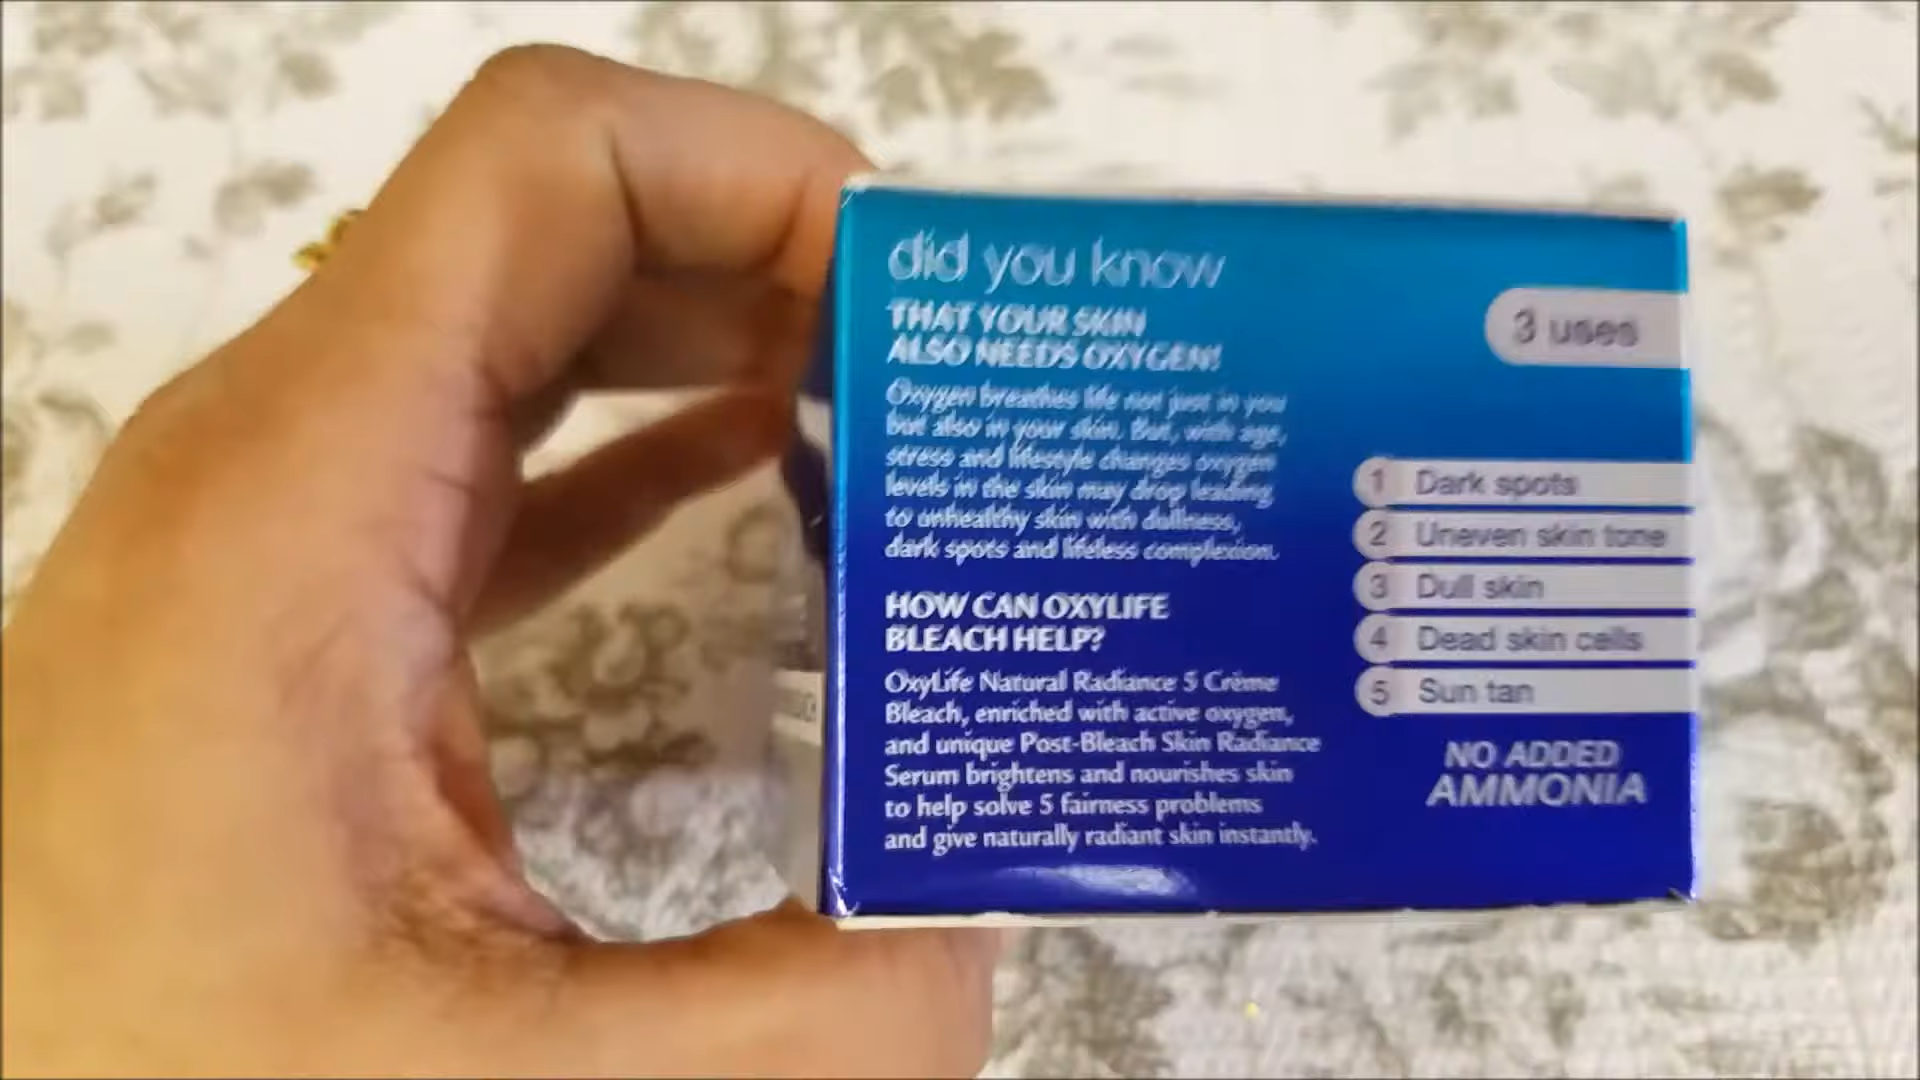 did you know
THAT YOUR SKIN
ALSO NEEDS OXYGEN!
Oxygen breathes life not just in you
but also in your skin. But, with age,
stress and lifestyle changes oxygen
levels in the skin may drop leading
to unhealthy skin with dullness,
dark spots and lifeless complexion.
HOW CAN OXYLIFE
BLEACH HELP?
OxyLife Natural Radiance 5 Crème
Bleach, enriched with active oxygen,
and unique Post-Bleach Skin Radiance
Serum brightens and nourishes skin
to help solve 5 fairness problems
and give naturally radiant skin instantly.
3 uses
1 Dark spots
2 Uneven skin tone
3 Dull skin
4 Dead skin cells
5 Sun tan
NO ADDED
AMMONIA